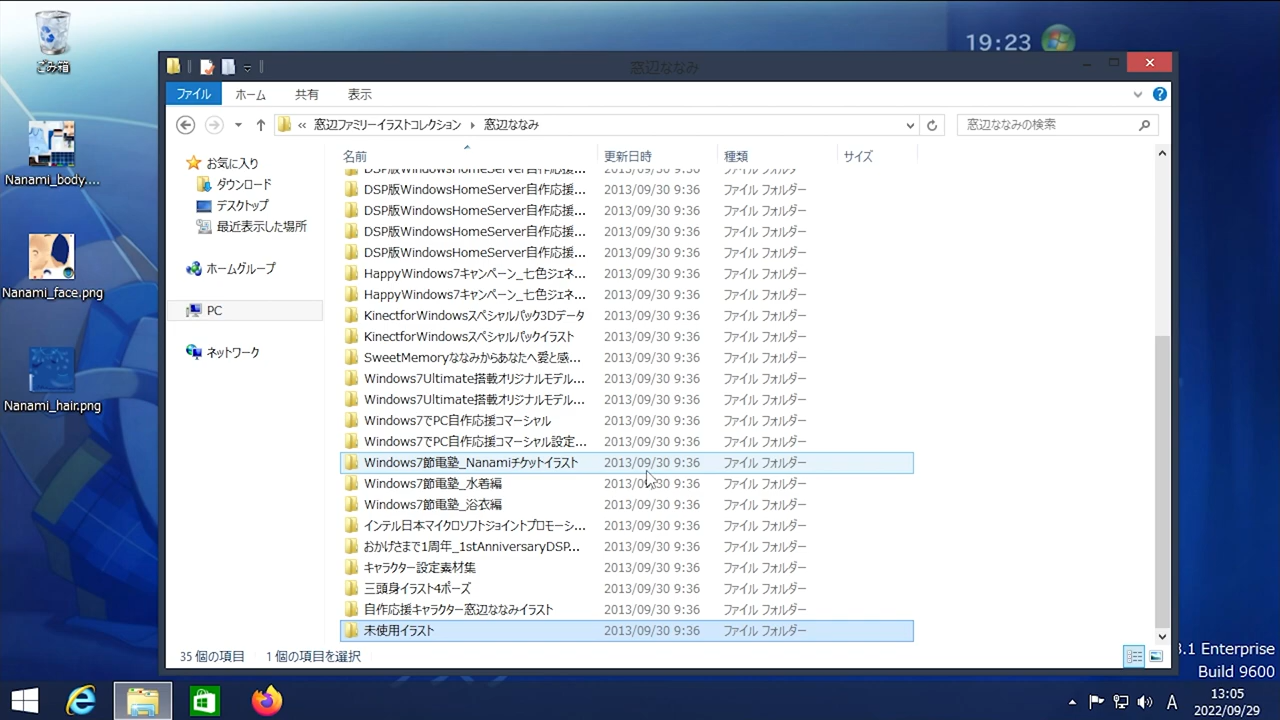 19:23
ごみ箱
Nanami_body....
Nanami_face.png
Nanami_hair.png
窓辺ななみ
ファイル
ホーム
共有
表示
« 窓辺ファミリーイラストコレクション 窓辺ななみ
窓辺ななみの検索
お気に入り
ダウンロード
デスクトップ
最近表示した場所
ホームグループ
PC
ネットワーク
名前 更新日時 種類 サイズ
DSP版WindowsHomeServer自作応援... 2013/09/30 9:36 ファイル フォルダー
DSP版WindowsHomeServer自作応援... 2013/09/30 9:36 ファイル フォルダー
DSP版WindowsHomeServer自作応援... 2013/09/30 9:36 ファイル フォルダー
DSP版WindowsHomeServer自作応援... 2013/09/30 9:36 ファイル フォルダー
DSP版WindowsHomeServer自作応援... 2013/09/30 9:36 ファイル フォルダー
HappyWindows7キャンペーン_七色ジェネ... 2013/09/30 9:36 ファイル フォルダー
HappyWindows7キャンペーン_七色ジェネ... 2013/09/30 9:36 ファイル フォルダー
KinectforWindowsスペシャルパック3Dデータ 2013/09/30 9:36 ファイル フォルダー
KinectforWindowsスペシャルパックイラスト 2013/09/30 9:36 ファイル フォルダー
SweetMemoryななみからあなたへ愛と感... 2013/09/30 9:36 ファイル フォルダー
Windows7Ultimate搭載オリジナルモデル... 2013/09/30 9:36 ファイル フォルダー
Windows7Ultimate搭載オリジナルモデル... 2013/09/30 9:36 ファイル フォルダー
Windows7でPC自作応援コマーシャル 2013/09/30 9:36 ファイル フォルダー
Windows7でPC自作応援コマーシャル設定... 2013/09/30 9:36 ファイル フォルダー
Windows7節電塾_Nanamiチケットイラスト 2013/09/30 9:36 ファイル フォルダー
Windows7節電塾_水着編 2013/09/30 9:36 ファイル フォルダー
Windows7節電塾_浴衣編 2013/09/30 9:36 ファイル フォルダー
インテル日本マイクロソフトジョイントプロモーシ... 2013/09/30 9:36 ファイル フォルダー
おかげさまで1周年_1stAnniversaryDSP... 2013/09/30 9:36 ファイル フォルダー
キャラクター設定素材集 2013/09/30 9:36 ファイル フォルダー
三頭身イラスト4ポーズ 2013/09/30 9:36 ファイル フォルダー
自作応援キャラクター窓辺ななみイラスト 2013/09/30 9:36 ファイル フォルダー
未使用イラスト 2013/09/30 9:36 ファイル フォルダー
35 個の項目 1 個の項目を選択
8.1 Enterprise
Build 9600
A
13:05
2022/09/29